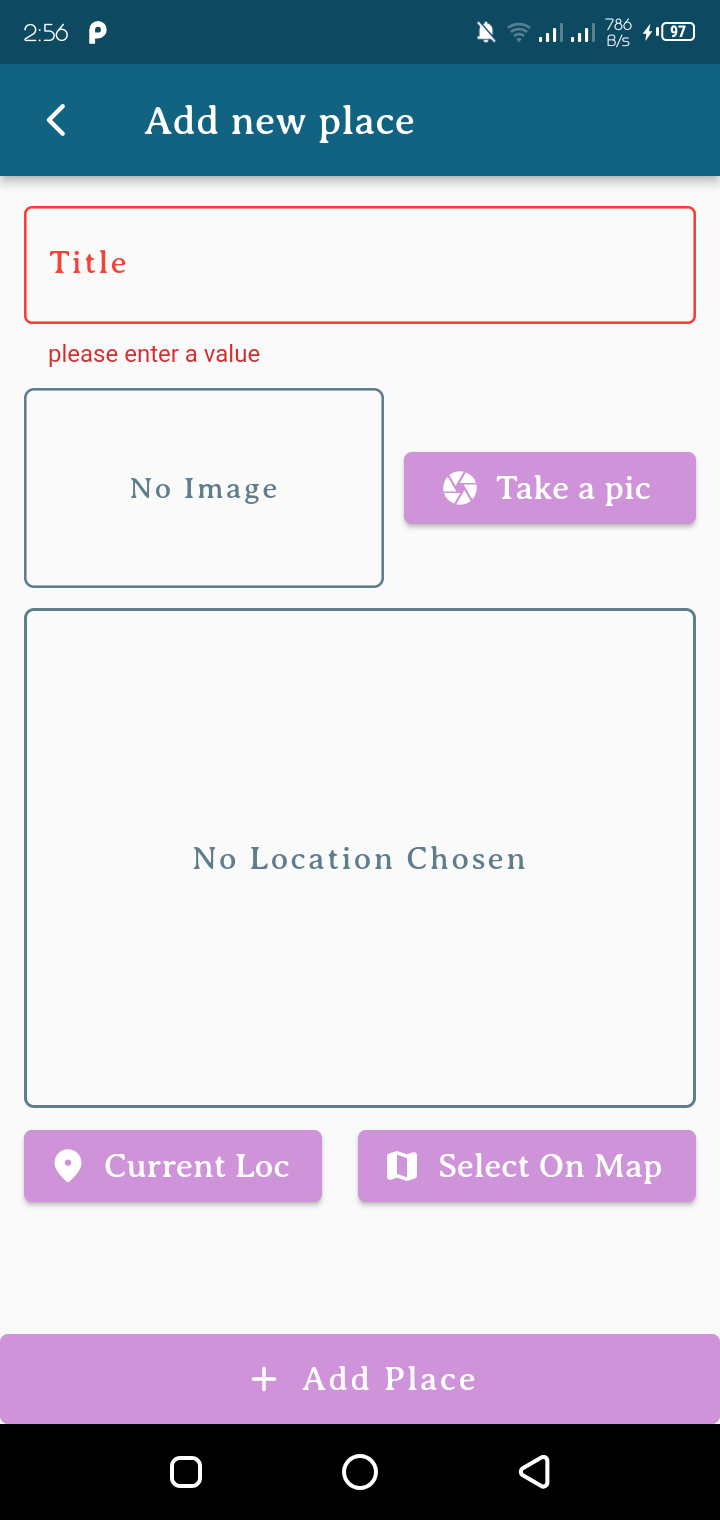 2:56 786 B/s 97
Add new place
Title
please enter a value
No Image
Take a pic
No Location Chosen
Current Loc
Select On Map
+ Add Place